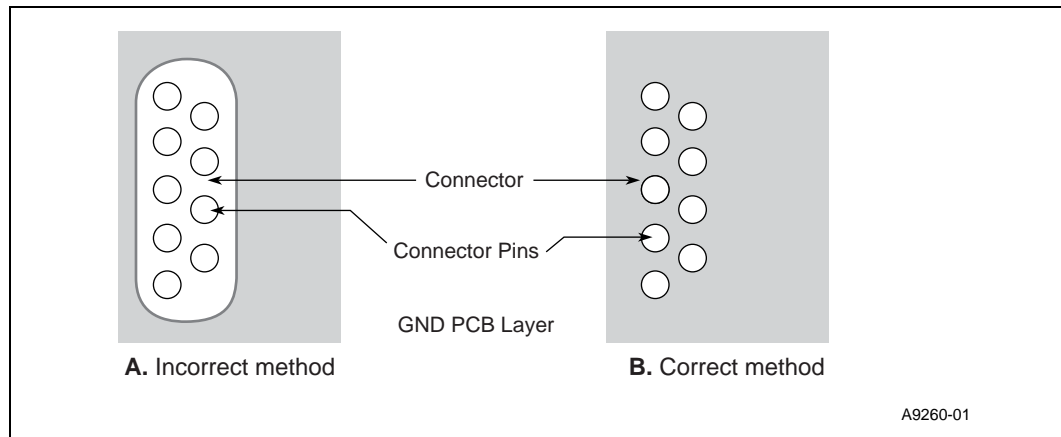 Connector
Connector Pins
GND PCB Layer
A. Incorrect method
B. Correct method
A9260-01